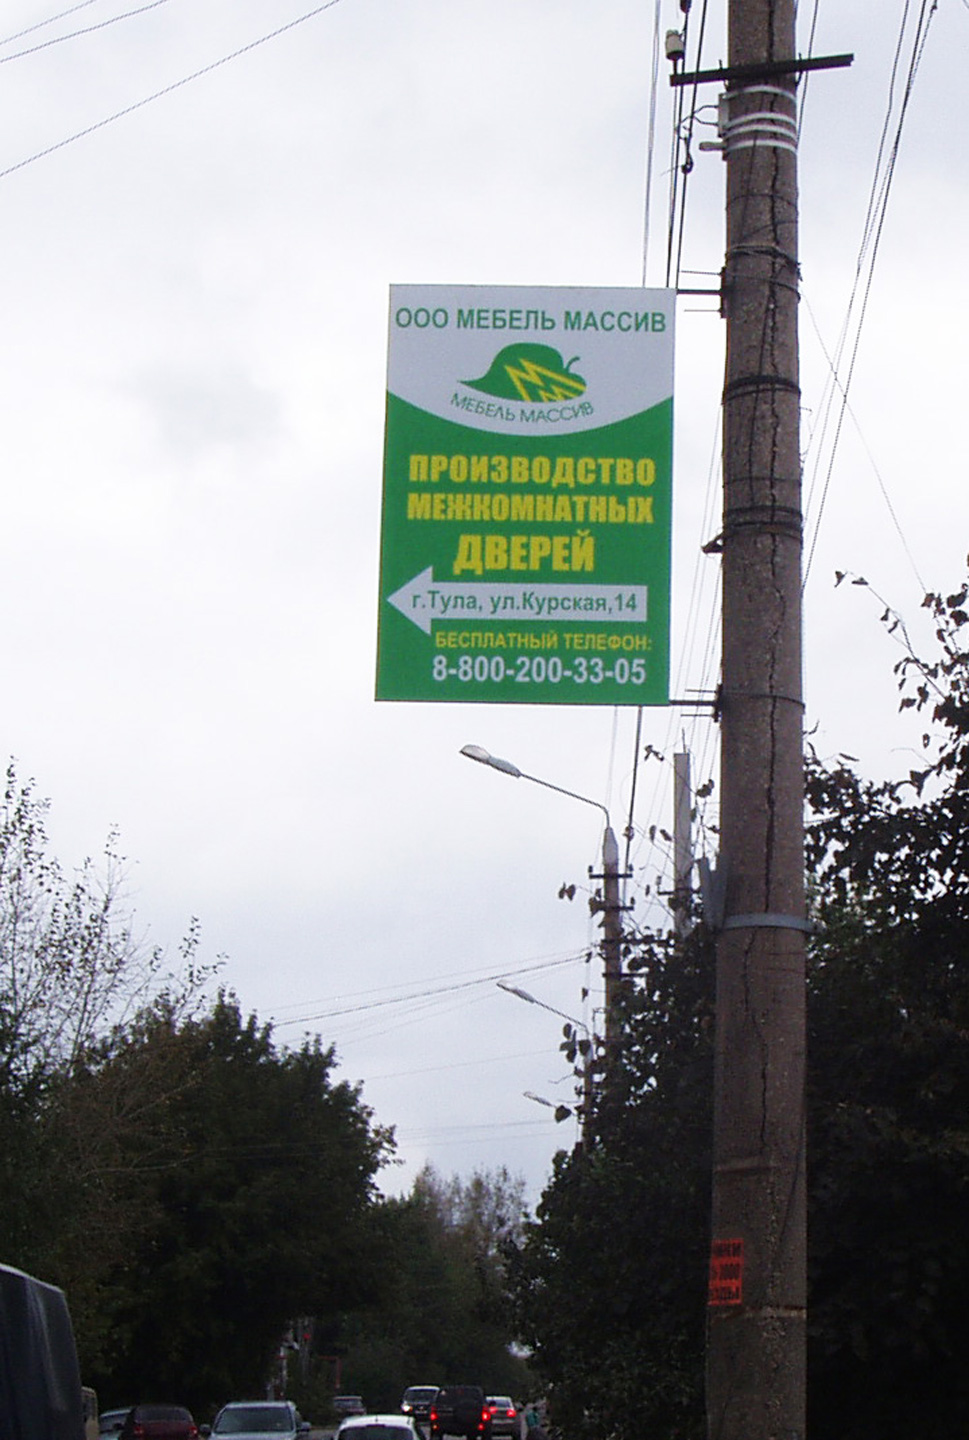 ООО МЕБЕЛЬ МАССИВ
МЕБЕЛЬ МАССИВ
ПРОИЗВОДСТВО
МЕЖКОМНАТНЫХ
ДВЕРЕЙ
г.Тула, ул.Курская,14
БЕСПЛАТНЫЙ ТЕЛЕФОН:
8-800-200-33-05